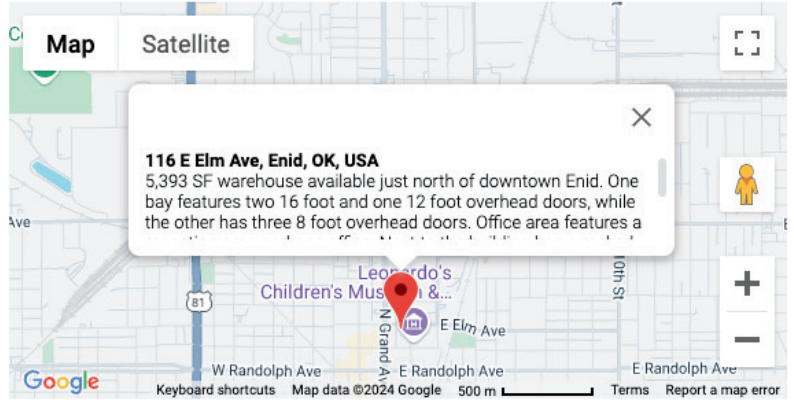 Map
Satellite
116 E Elm Ave, Enid, OK, USA
5,393 SF warehouse available just north of downtown Enid. One
bay features two 16 foot and one 12 foot overhead doors, while
the other has three 8 foot overhead doors. Office area features a
Leonardo's
Children's &...
81
N Grand
E Elm Ave
10th St
W Randolph Ave
E Randolph Ave
E Randolph Ave
Google
Keyboard shortcuts
Map data ©2024 Google
500 m
Terms
Report a map error